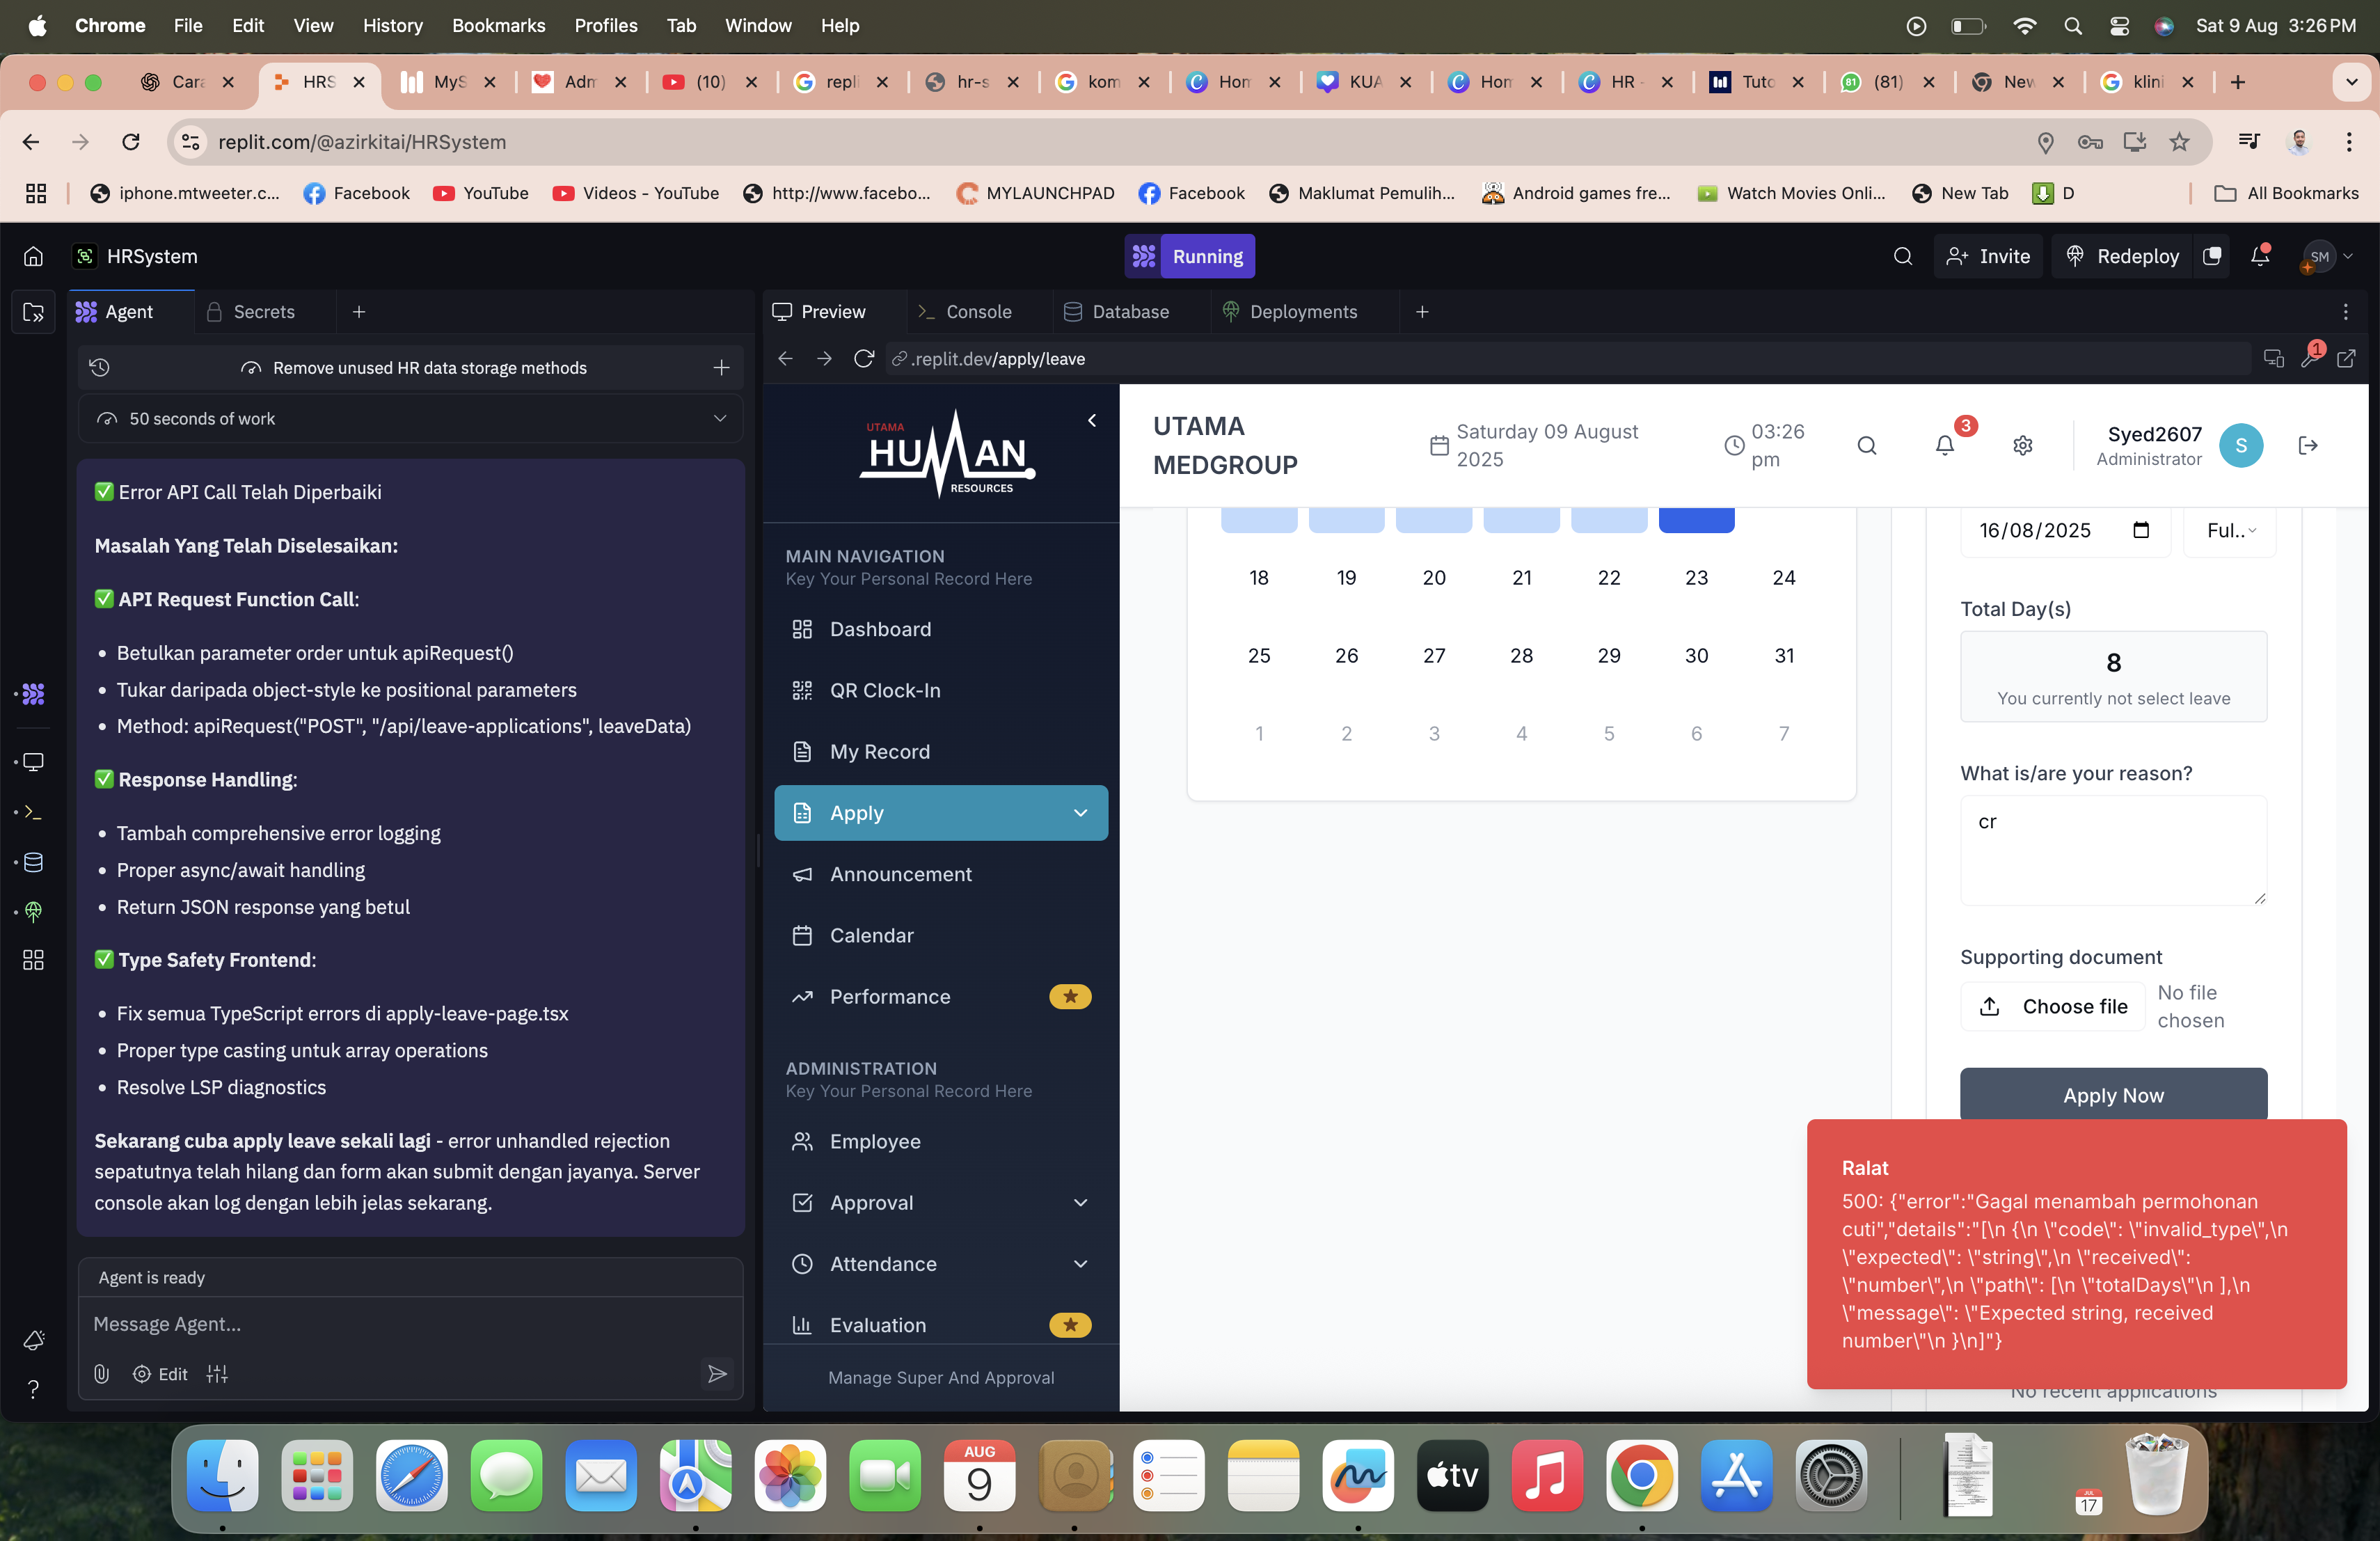 Chrome File Edit View History Bookmarks Profiles Tab Window Help Sat 9 Aug 3:26 PM
Cara HRS MyS Adm (10) repli hr-s kom Hom KUA Hom HR - Tuto 81 (81) New klini
replit.com/@azirkitai/HRSystem
iphone.mtweeter.c... Facebook YouTube Videos - YouTube http://www.facebo... MYLAUNCHPAD Facebook Maklumat Pemulih... Android games fre... Watch Movies Onli... New Tab D All Bookmarks
HRSystem Running Invite Redeploy SM
Agent Secrets
Remove unused HR data storage methods
50 seconds of work
✅ Error API Call Telah Diperbaiki
Masalah Yang Telah Diselesaikan:
✅ API Request Function Call:
• Betulkan parameter order untuk apiRequest()
• Tukar daripada object-style ke positional parameters
• Method: apiRequest("POST", "/api/leave-applications", leaveData)
✅ Response Handling:
• Tambah comprehensive error logging
• Proper async/await handling
• Return JSON response yang betul
✅ Type Safety Frontend:
• Fix semua TypeScript errors di apply-leave-page.tsx
• Proper type casting untuk array operations
• Resolve LSP diagnostics
Sekarang cuba apply leave sekali lagi - error unhandled rejection
sepatutnya telah hilang dan form akan submit dengan jayanya. Server
console akan log dengan lebih jelas sekarang.
Agent is ready
Message Agent...
Edit
Preview Console Database Deployments
.replit.dev/apply/leave 1
UTAMA
HUMAN
RESOURCES
MAIN NAVIGATION
Key Your Personal Record Here
Dashboard
QR Clock-In
My Record
Apply
Announcement
Calendar
Performance
ADMINISTRATION
Key Your Personal Record Here
Employee
Approval
Attendance
Evaluation
Manage Super And Approval
UTAMA
MEDGROUP
Saturday 09 August
2025
03:26
pm
3
Syed2607
Administrator
S
18 19 20 21 22 23 24
25 26 27 28 29 30 31
1 2 3 4 5 6 7
16/08/2025 Ful..
Total Day(s)
8
You currently not select leave
What is/are your reason?
cr
Supporting document
Choose file
No file
chosen
Apply Now
Ralat
500: {"error":"Gagal menambah permohonan
cuti","details":"[\n {\n \"code\": \"invalid_type\",\n
\"expected\": \"string\",\n \"received\":
\"number\",\n \"path\": [\n \"totalDays\"\n ],\n
\"message\": \"Expected string, received
number\"\n }\n]"}
No recent applications
AUG
9
tv
JUL
17